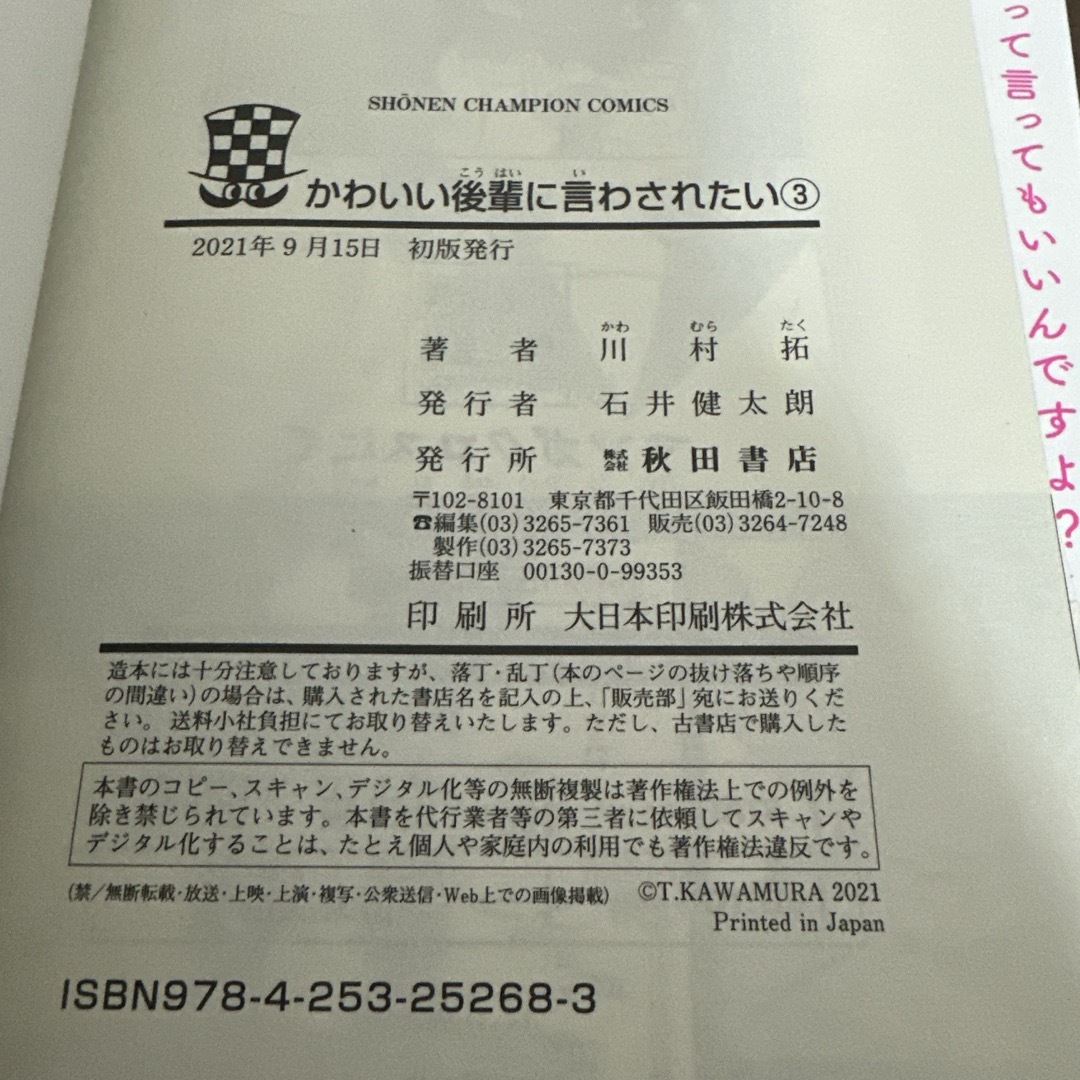 SHŌNEN CHAMPION COMICS
かわいい後輩に言わされたい③
こうはい い
2021年9月15日 初版発行
かわ むら たく
著者 川村拓
発行者 石井健太朗
発行所 株式会社 秋田書店
〒102-8101 東京都千代田区飯田橋2-10-8
☎編集(03)3265-7361 販売(03)3264-7248
製作(03)3265-7373
振替口座 00130-0-99353
印刷所 大日本印刷株式会社
造本には十分注意しておりますが、落丁・乱丁(本のページの抜け落ちや順序
の間違い)の場合は、購入された書店名を記入の上、「販売部」宛にお送りくだ
さい。送料小社負担にてお取り替えいたします。ただし、古書店で購入した
ものはお取り替えできません。
本書のコピー、スキャン、デジタル化等の無断複製は著作権法上での例外を
除き禁じられています。本書を代行業者等の第三者に依頼してスキャンや
デジタル化することは、たとえ個人や家庭内の利用でも著作権法違反です。
(禁/無断転載・放送・上映・上演・複写・公衆送信・Web上での画像掲載) ©T.KAWAMURA 2021
Printed in Japan
ISBN978-4-253-25268-3
って言ってもいいんですよ?